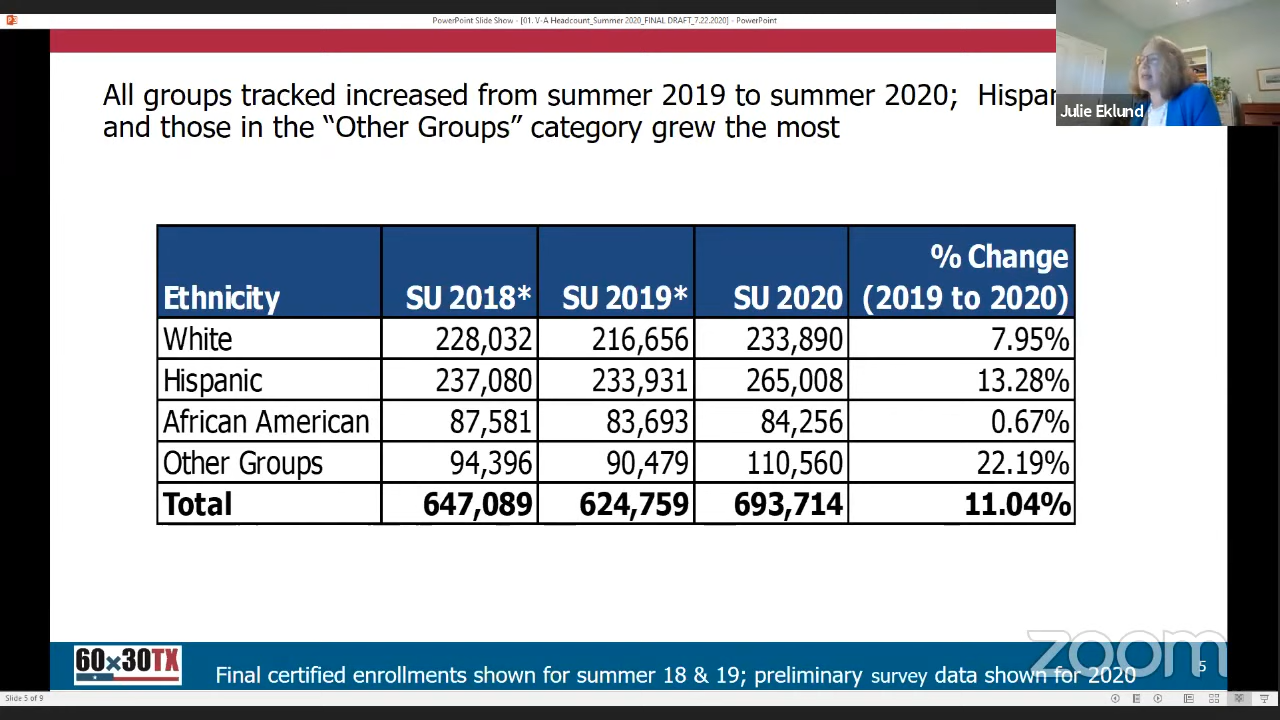 PowerPoint Slide Show - [01. V-A Headcount_Summer 2020_FINAL DRAFT_7.22.2020] - PowerPoint
Julie Eklund
All groups tracked increased from summer 2019 to summer 2020; Hispan
and those in the “Other Groups” category grew the most
Ethnicity SU 2018* SU 2019* SU 2020 % Change (2019 to 2020)
White 228,032 216,656 233,890 7.95%
Hispanic 237,080 233,931 265,008 13.28%
African American 87,581 83,693 84,256 0.67%
Other Groups 94,396 90,479 110,560 22.19%
Total 647,089 624,759 693,714 11.04%
60x30TX
Final certified enrollments shown for summer 18 & 19; preliminary survey data shown for 2020
zoom
5
Slide 5 of 9